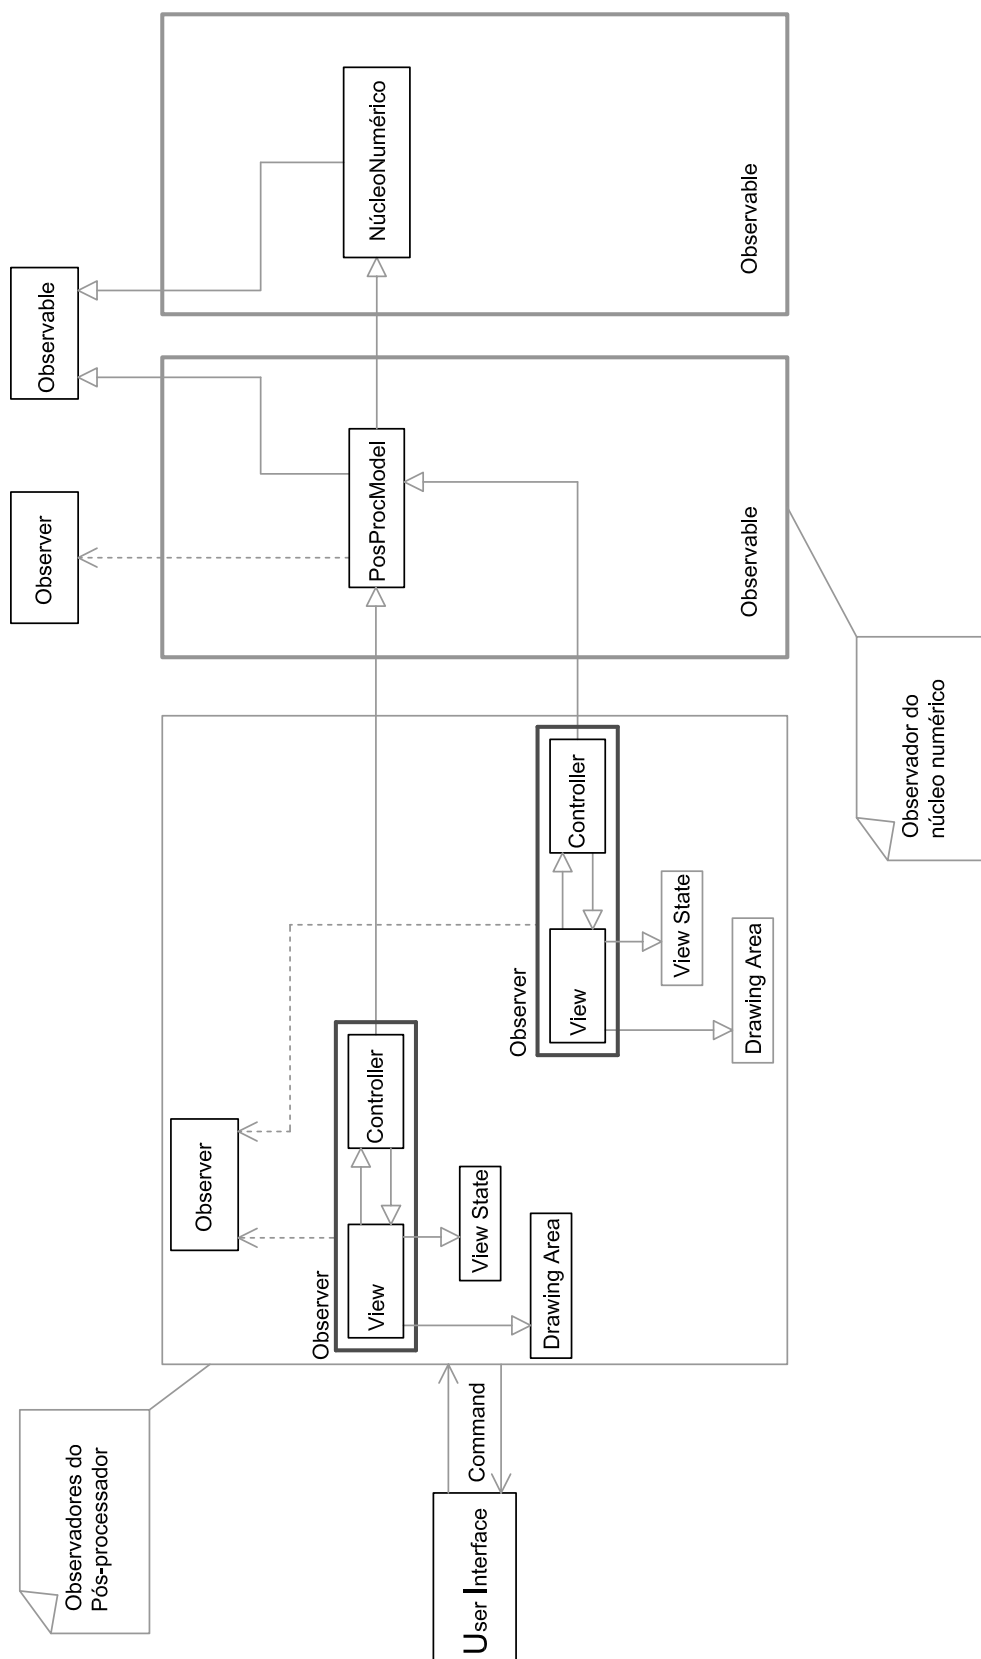 Observadores do
Pós-processador
User Interface
Command
Observer
Observer
View
Controller
View State
Drawing Area
Observer
View
Controller
View State
Drawing Area
Observer
Observable
PosProcModel
Observable
Observador do
núcleo numérico
NúcleoNumérico
Observable